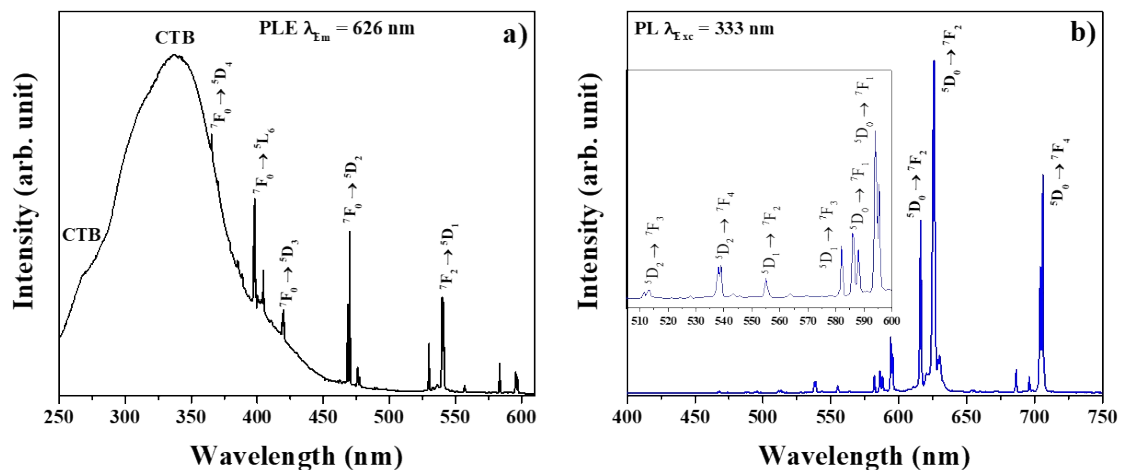 PLE λEm = 626 nm
a)
CTB
CTB
⁷F₀ → ⁵D₄
⁷F₀ → ⁵L₆
⁷F₀ → ⁵D₃
⁷F₀ → ⁵D₂
⁷F₂ → ⁵D₁
Intensity (arb. unit)
250 300 350 400 450 500 550 600
Wavelength (nm)
PL λExc = 333 nm
b)
⁵D₂ → ⁷F₃
⁵D₂ → ⁷F₄
⁵D₁ → ⁷F₂
⁵D₁ → ⁷F₃
⁵D₀ → ⁷F₁
⁵D₀ → ⁷F₁
510 520 530 540 550 560 570 580 590 600
⁵D₀ → ⁷F₂
⁵D₀ → ⁷F₂
⁵D₀ → ⁷F₄
Intensity (arb. unit)
400 450 500 550 600 650 700 750
Wavelength (nm)